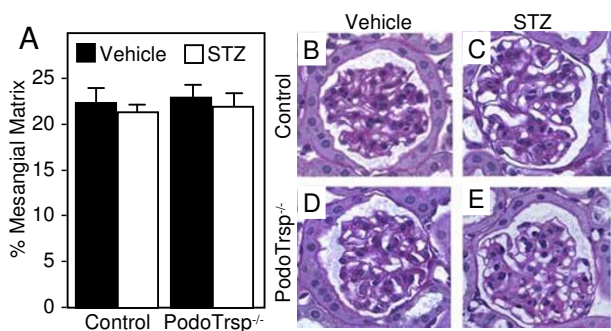 A
Vehicle
STZ
% Mesangial Matrix
25
20
15
10
5
0
Control
PodoTrsp-/-
Vehicle
STZ
Control
PodoTrsp-/-
B
C
D
E